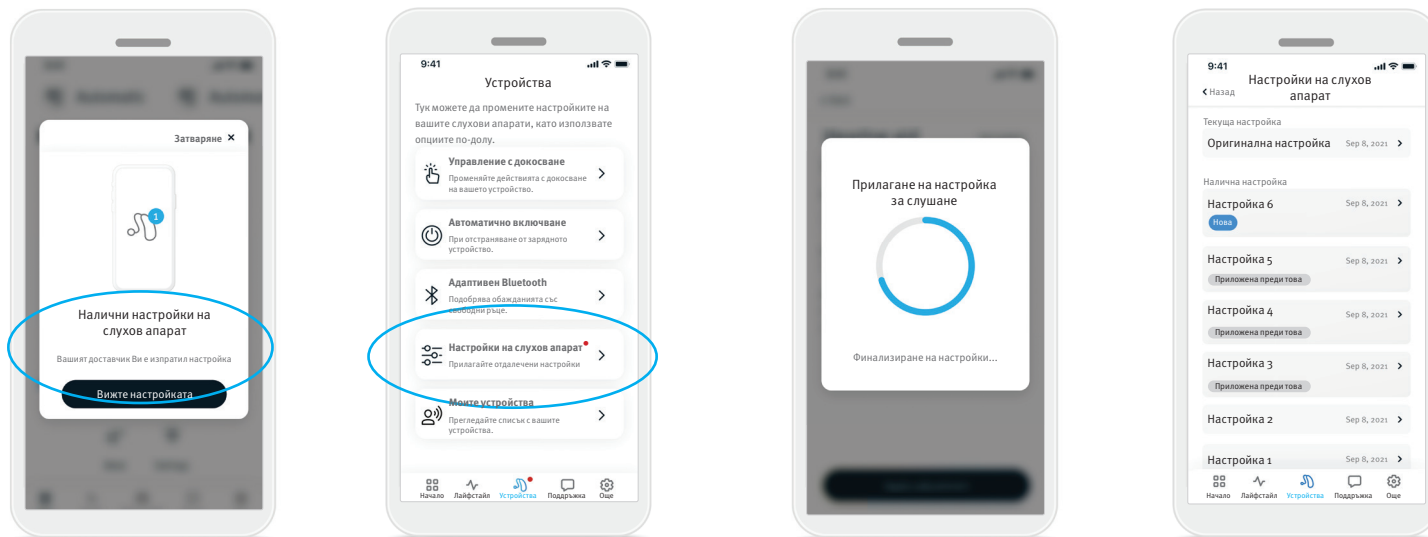 Затваряне ×
1
Налични настройки на
слухов апарат
Вашият доставчик Ви е изпратил настройка
Вижте настройката
9:41
Устройства
Тук можете да промените настройките на
вашите слухови апарати, като използвате
опциите по-долу.
Управление с докосване
Променяйте действията с докосване
на вашето устройство.
Автоматично включване
При отстраняване от зарядното
устройство.
Адаптивен Bluetooth
Подобрява обажданията със
свободни ръце.
Настройки на слухов апарат
Прилагайте отдалечени настройки
Моите устройства
Прегледайте списък с вашите
устройства.
Начало Лайфстайл Устройства Поддръжка Още
Прилагане на настройка
за слушане
Финализиране на настройки...
9:41
Настройки на слухов
апарат
Назад
Текуща настройка
Оригинална настройка Sep 8, 2021
Налична настройка
Настройка 6 Sep 8, 2021
Нова
Настройка 5 Sep 8, 2021
Приложена преди това
Настройка 4 Sep 8, 2021
Приложена преди това
Настройка 3 Sep 8, 2021
Приложена преди това
Настройка 2 Sep 8, 2021
Настройка 1 Sep 8, 2021
Начало Лайфстайл Устройства Поддръжка Още